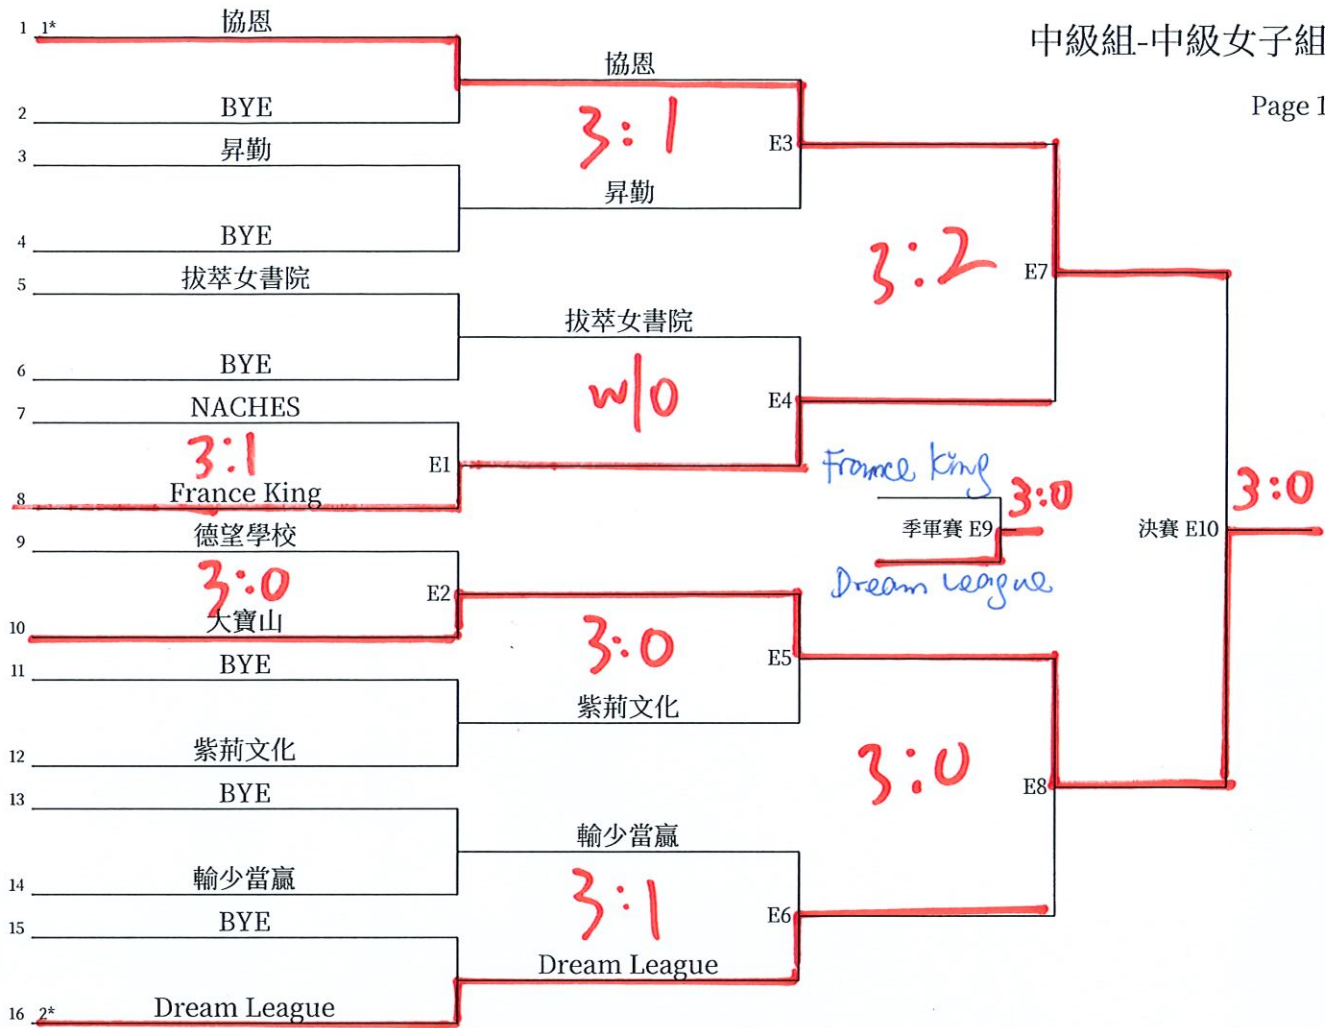 中級組-中級女子組
Page 1
1 1* 協恩
協恩
2 BYE
3:1
E3
3 昇勤
昇勤
4 BYE
3:2
E7
5 拔萃女書院
拔萃女書院
6 BYE
w/o
E4
7 NACHES
3:1
E1
8 France King
France King
3:0
3:0
季軍賽 E9
決賽 E10
Dream League
9 德望學校
3:0
E2
10 大寶山
3:0
E5
11 BYE
紫荊文化
12 紫荊文化
3:0
E8
13 BYE
輸少當贏
14 輸少當贏
3:1
E6
15 BYE
Dream League
16 2* Dream League